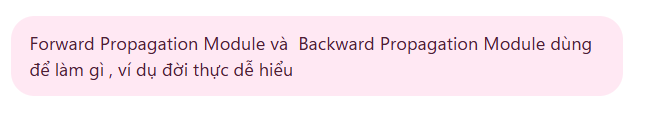 Forward Propagation Module và  Backward Propagation Module dùng
để làm gì , ví dụ đời thực dễ hiểu